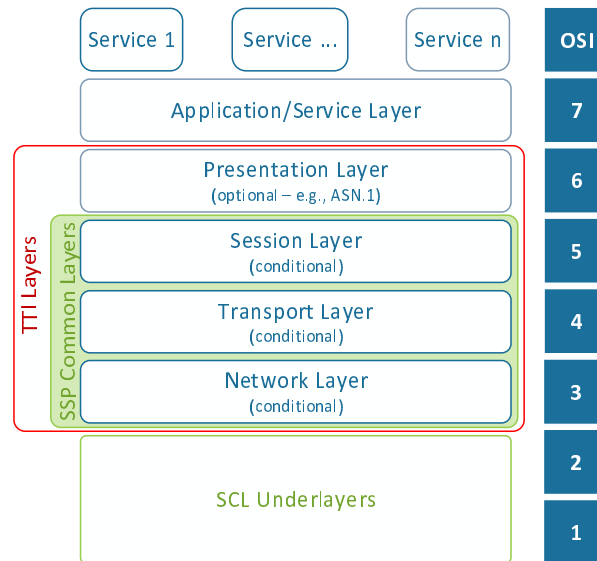 Service 1
Service ...
Service n
OSI
Application/Service Layer
7
Presentation Layer
(optional – e.g., ASN.1)
6
TTI Layers
SSP Common Layers
Session Layer
(conditional)
5
Transport Layer
(conditional)
4
Network Layer
(conditional)
3
2
SCL Underlayers
1